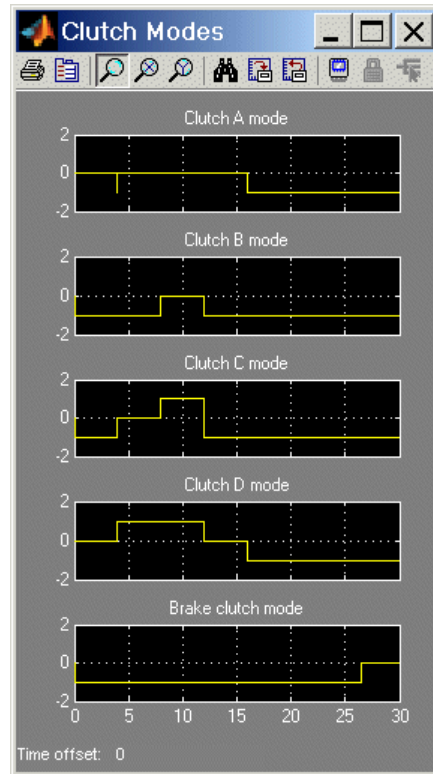 Clutch Modes
Clutch A mode
2
0
-2
Clutch B mode
2
0
-2
Clutch C mode
2
0
-2
Clutch D mode
2
0
-2
Brake clutch mode
2
0
-2
0 5 10 15 20 25 30
Time offset: 0